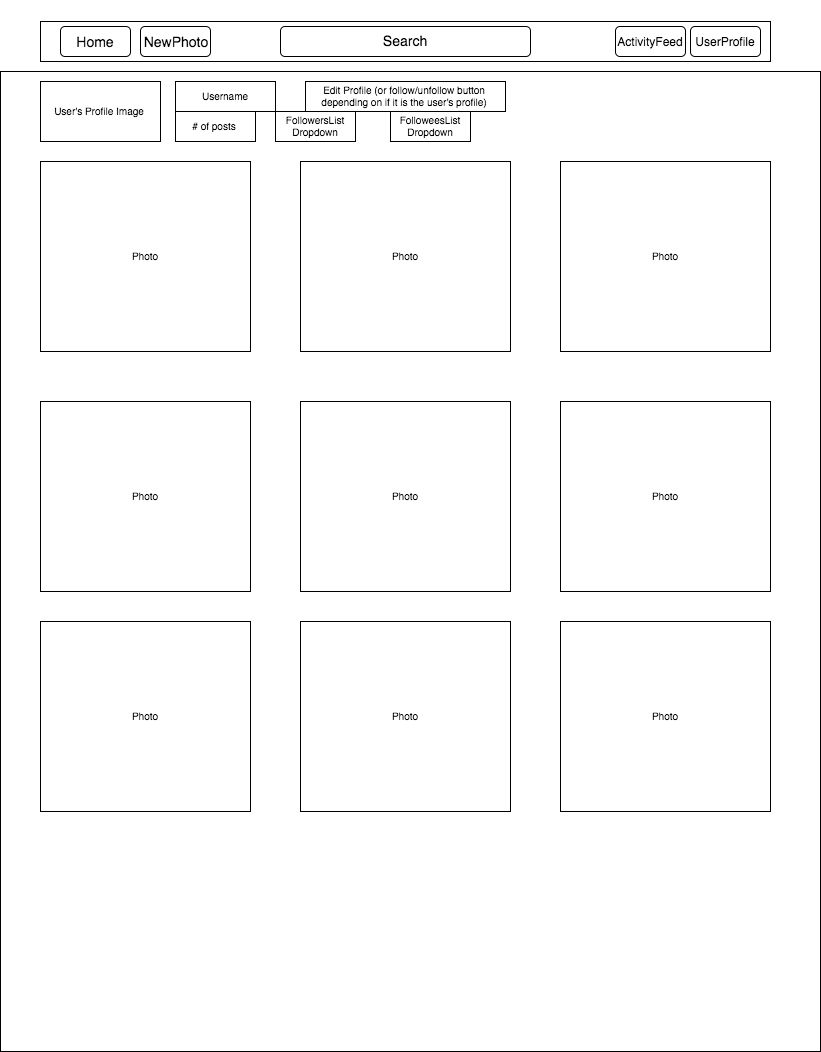 Home
NewPhoto
Search
ActivityFeed
UserProfile
User's Profile Image
Username
Edit Profile (or follow/unfollow button
depending on if it is the user's profile)
# of posts
FollowersList
Dropdown
FolloweesList
Dropdown
Photo
Photo
Photo
Photo
Photo
Photo
Photo
Photo
Photo